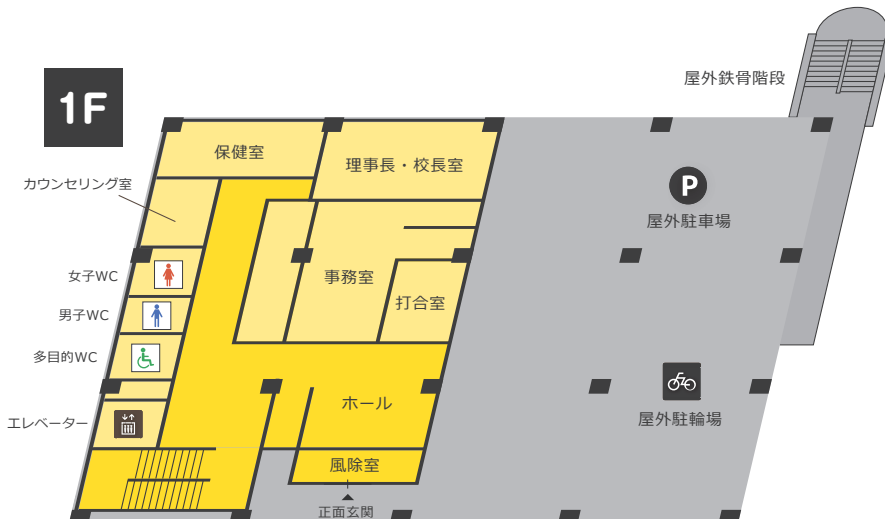 屋外鉄骨階段
1F
保健室
理事長・校長室
カウンセリング室
P
屋外駐車場
女子WC
事務室
男子WC
打合室
多目的WC
ホール
屋外駐輪場
エレベーター
風除室
正面玄関